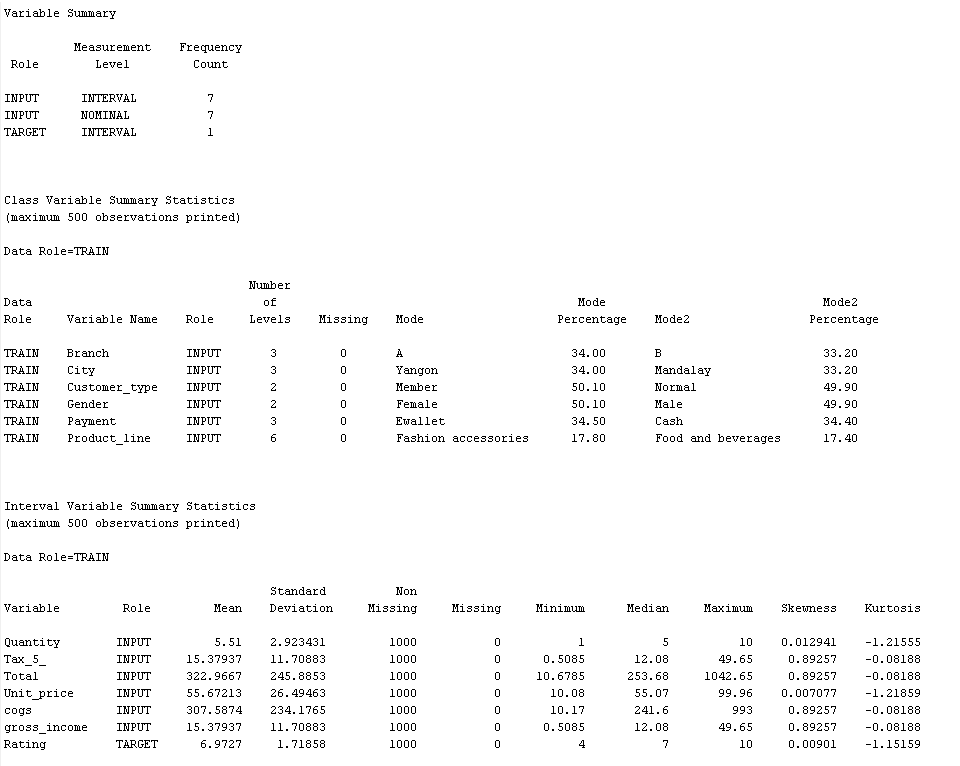 Variable Summary
Measurement Frequency
Role Level Count
INPUT INTERVAL 7
INPUT NOMINAL 7
TARGET INTERVAL 1
Class Variable Summary Statistics
(maximum 500 observations printed)
Data Role=TRAIN
Number
Data of Mode Mode2
Role Variable Name Role Levels Missing Mode Percentage Mode2 Percentage
TRAIN Branch INPUT 3 0 A 34.00 B 33.20
TRAIN City INPUT 3 0 Yangon 34.00 Mandalay 33.20
TRAIN Customer_type INPUT 2 0 Member 50.10 Normal 49.90
TRAIN Gender INPUT 2 0 Female 50.10 Male 49.90
TRAIN Payment INPUT 3 0 Ewallet 34.50 Cash 34.40
TRAIN Product_line INPUT 6 0 Fashion accessories 17.80 Food and beverages 17.40
Interval Variable Summary Statistics
(maximum 500 observations printed)
Data Role=TRAIN
Standard Non
Variable Role Mean Deviation Missing Missing Minimum Median Maximum Skewness Kurtosis
Quantity INPUT 5.51 2.923431 1000 0 1 5 10 0.012941 -1.21555
Tax_5_ INPUT 15.37937 11.70883 1000 0 0.5085 12.08 49.65 0.89257 -0.08188
Total INPUT 322.9667 245.8853 1000 0 10.6785 253.68 1042.65 0.89257 -0.08188
Unit_price INPUT 55.67213 26.49463 1000 0 10.08 55.07 99.96 0.007077 -1.21859
cogs INPUT 307.5874 234.1765 1000 0 10.17 241.6 993 0.89257 -0.08188
gross_income INPUT 15.37937 11.70883 1000 0 0.5085 12.08 49.65 0.89257 -0.08188
Rating TARGET 6.9727 1.71858 1000 0 4 7 10 0.00901 -1.15159